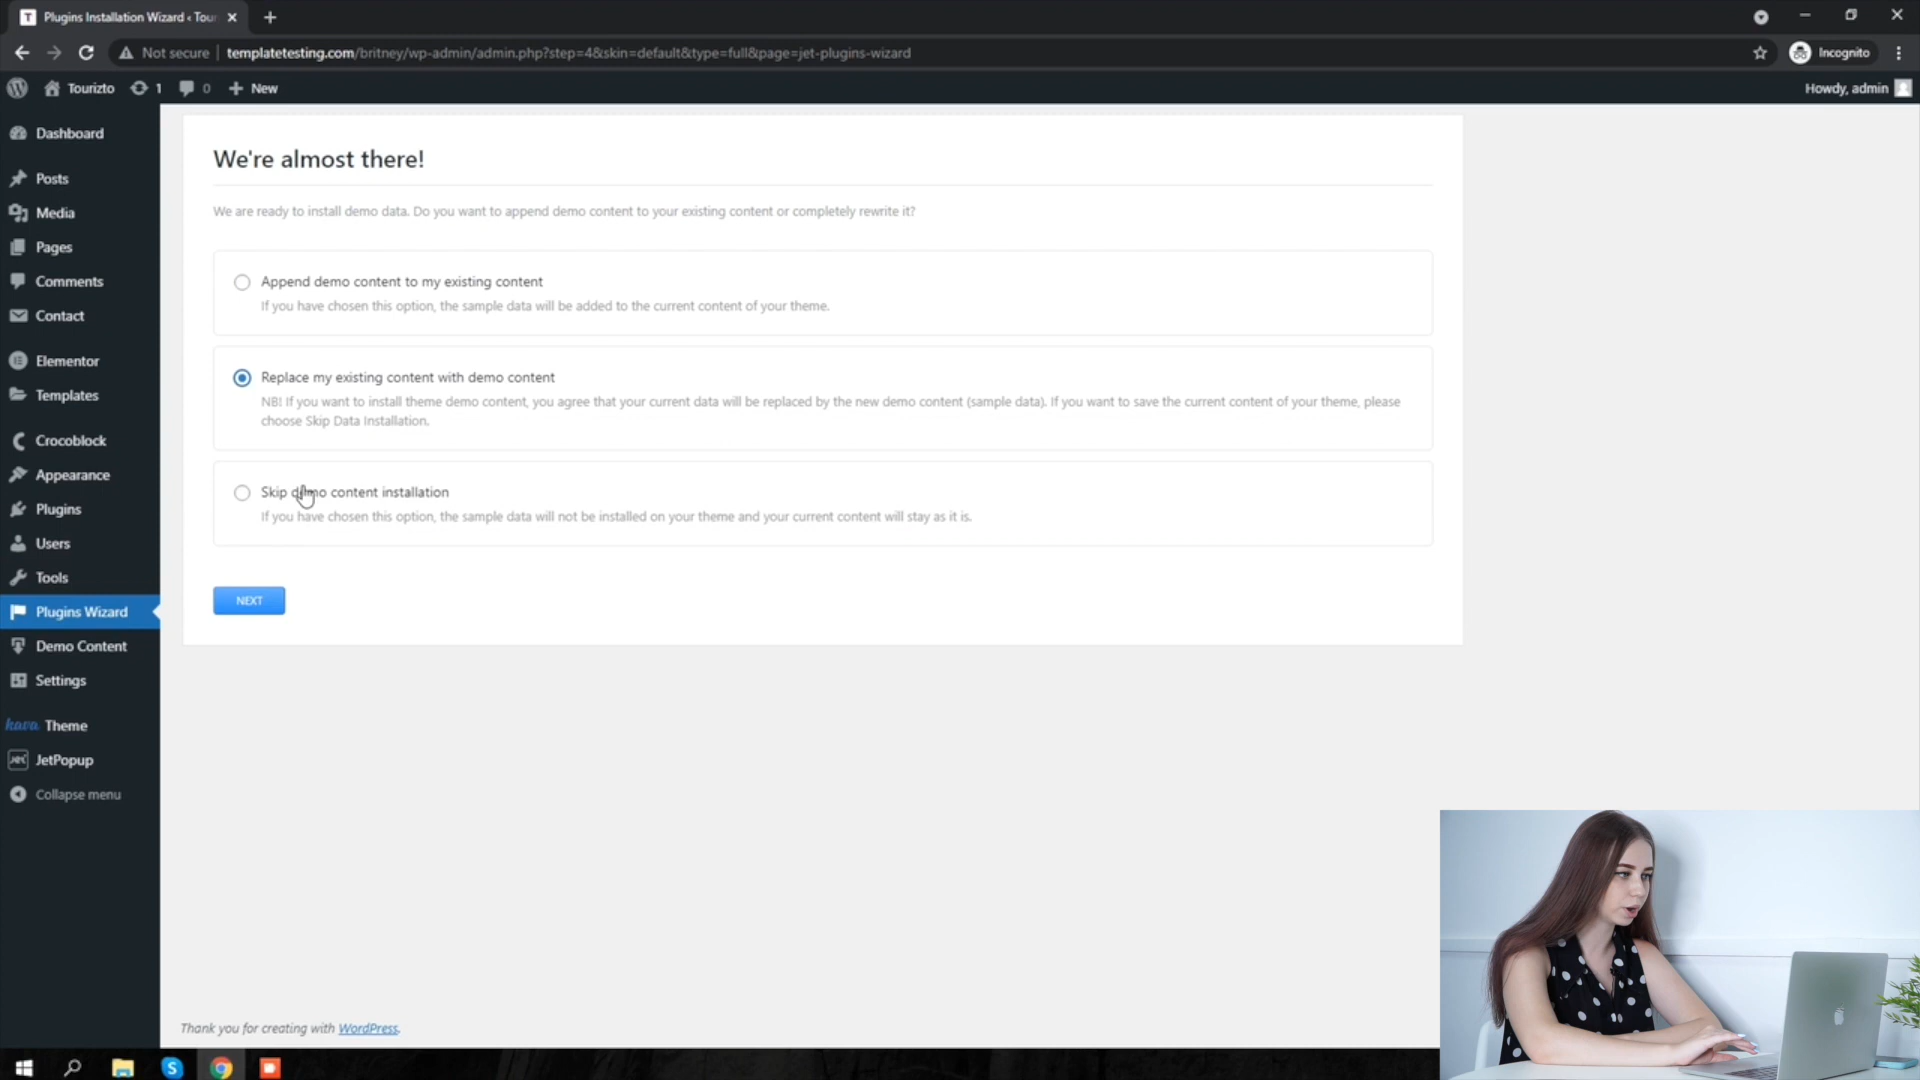 Plugins Installation Wizard ‹ Tour
Not secure
templatetesting.com/britney/wp-admin/admin.php?step=4&skin=default&type=full&page=jet-plugins-wizard
Incognito
Tourizto
1
0
New
Howdy, admin
Dashboard
Posts
Media
Pages
Comments
Contact
Elementor
Templates
Crocoblock
Appearance
Plugins
Users
Tools
Plugins Wizard
Demo Content
Settings
kava Theme
JetPopup
Collapse menu
We're almost there!
We are ready to install demo data. Do you want to append demo content to your existing content or completely rewrite it?
Append demo content to my existing content
If you have chosen this option, the sample data will be added to the current content of your theme.
Replace my existing content with demo content
NB! If you want to install theme demo content, you agree that your current data will be replaced by the new demo content (sample data). If you want to save the current content of your theme, please
choose Skip Data Installation.
Skip demo content installation
If you have chosen this option, the sample data will not be installed on your theme and your current content will stay as it is.
NEXT
Thank you for creating with WordPress.